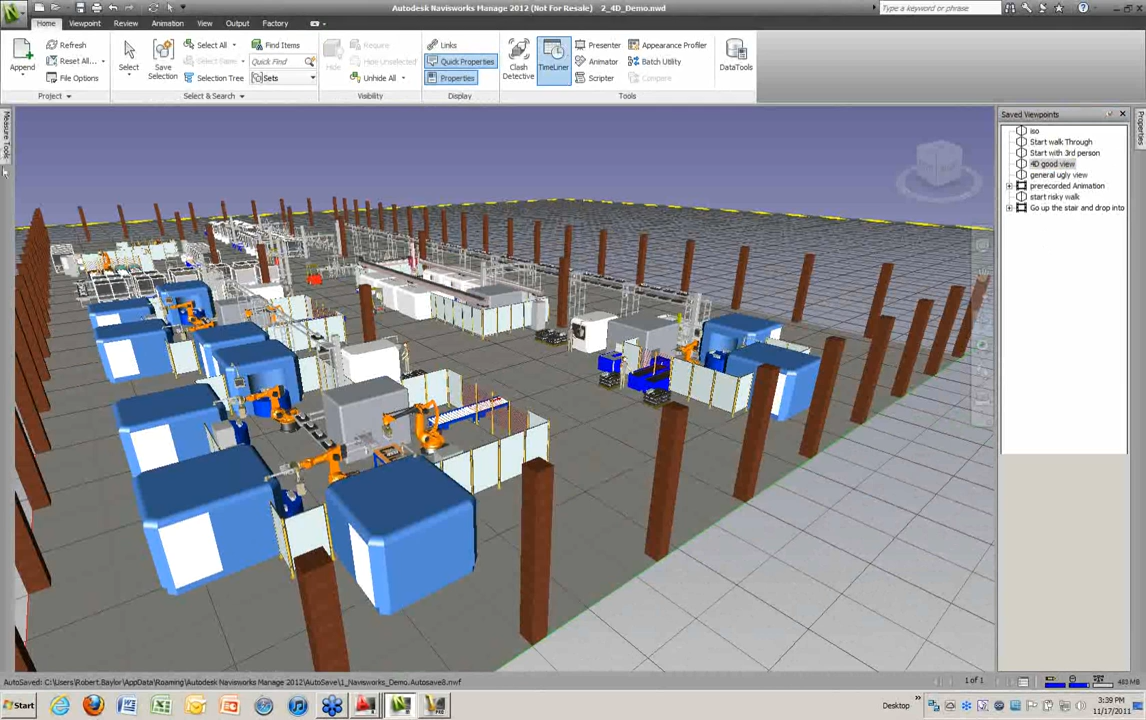 Autodesk Navisworks Manage 2012 (Not For Resale) 2_4D_Demo.nwd
Type a keyword or phrase
Demo...
Home Viewpoint Review Animation View Output Factory
Append
Refresh
Reset All...
File Options
Project
Select
Save Selection
Select All
Select Same
Selection Tree
Find Items
Quick Find
Sets
Select & Search
Hide
Require
Hide Unselected
Unhide All
Visibility
Links
Quick Properties
Properties
Display
Clash Detective
TimeLiner
Presenter
Animator
Scripter
Appearance Profiler
Batch Utility
Compare
DataTools
Tools
Measure Tools
Saved Viewpoints
Properties
iso
Start walk Through
Start with 3rd person
4D good view
general ugly view
prerecorded Animation
start risky walk
Go up the stair and drop into
AutoSaved: C:\Users\Robert.Baylor\AppData\Roaming\Autodesk Navisworks Manage 2012\AutoSave\1_Navisworks_Demo.Autosave8.nwf
1 of 1
483 MB
Start
Desktop
3:39 PM
11/17/2011